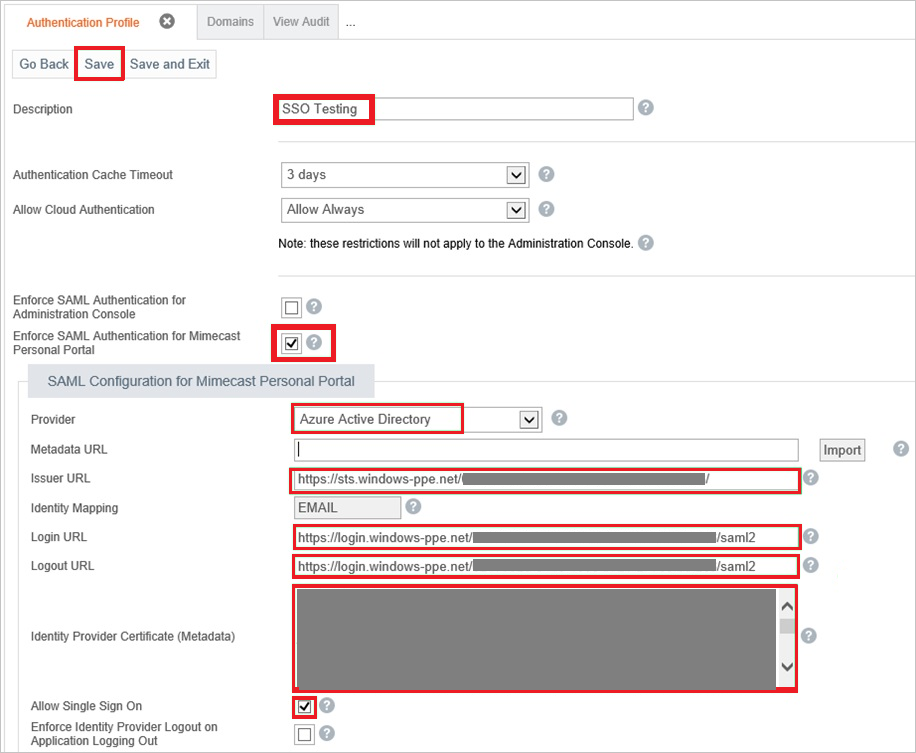 Authentication Profile
Domains
View Audit
...
Go Back
Save
Save and Exit
Description
SSO Testing
?
Authentication Cache Timeout
3 days
?
Allow Cloud Authentication
Allow Always
?
Note: these restrictions will not apply to the Administration Console. ?
Enforce SAML Authentication for
Administration Console
?
Enforce SAML Authentication for Mimecast
Personal Portal
?
SAML Configuration for Mimecast Personal Portal
Provider
Azure Active Directory
?
Metadata URL
Import
?
Issuer URL
https://sts.windows-ppe.net/ /
?
Identity Mapping
EMAIL
?
Login URL
https://login.windows-ppe.net/ /saml2
?
Logout URL
https://login.windows-ppe.net/ /saml2
?
Identity Provider Certificate (Metadata)
?
Allow Single Sign On
?
Enforce Identity Provider Logout on
Application Logging Out
?